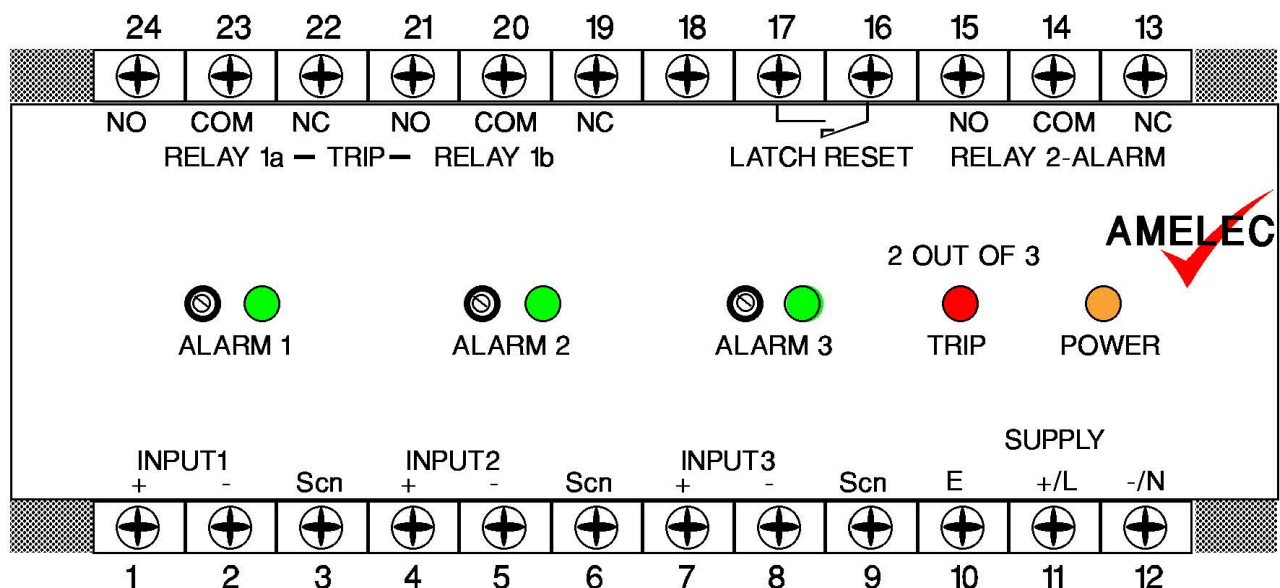 24 23 22 21 20 19 18 17 16 15 14 13
NO COM NC NO COM NC NO COM NC
RELAY 1a — TRIP — RELAY 1b LATCH RESET RELAY 2-ALARM
AMELEC
2 OUT OF 3
ALARM 1 ALARM 2 ALARM 3 TRIP POWER
SUPPLY
INPUT1 INPUT2 INPUT3
+ - Scn + - Scn + - Scn E +/L -/N
1 2 3 4 5 6 7 8 9 10 11 12